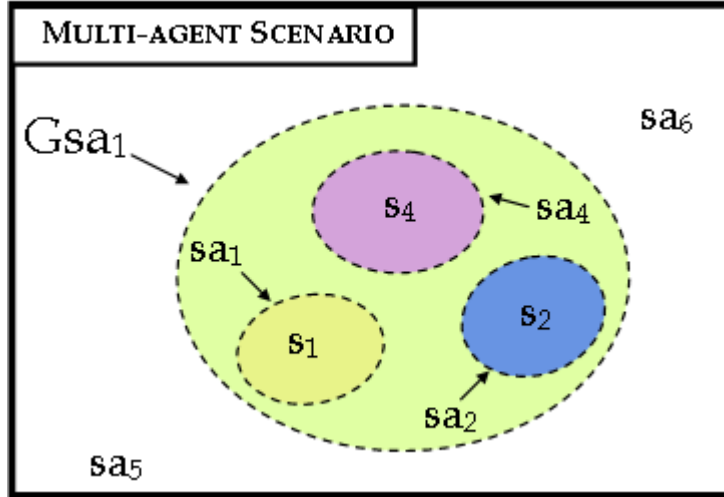 MULTI-AGENT SCENARIO
sa₆
Gsa₁
s₄
sa₄
sa₁
s₂
s₁
sa₂
sa₅